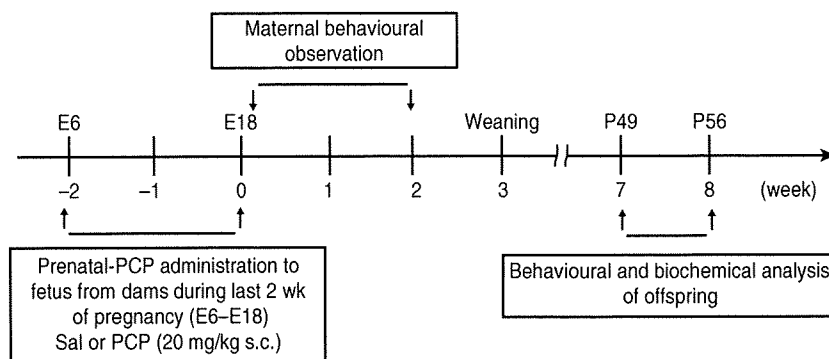 Maternal behavioural
observation
E6 E18 Weaning P49 P56
–2 –1 0 1 2 3 7 8 (week)
Prenatal-PCP administration to
fetus from dams during last 2 wk
of pregnancy (E6–E18)
Sal or PCP (20 mg/kg s.c.)
Behavioural and biochemical analysis
of offspring